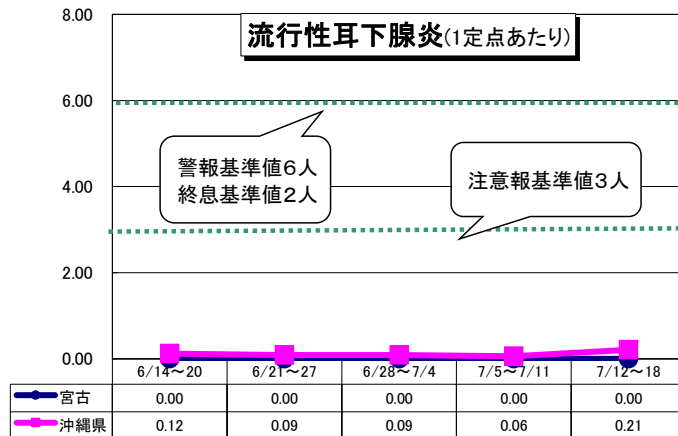 流行性耳下腺炎(1定点あたり)
8.00
6.00
4.00
2.00
0.00
警報基準値6人
終息基準値2人
注意報基準値3人
6/14～20 6/21～27 6/28～7/4 7/5～7/11 7/12～18
宮古 0.00 0.00 0.00 0.00 0.00
沖縄県 0.12 0.09 0.09 0.06 0.21